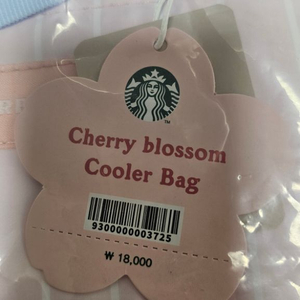 Cherry blossom
Cooler Bag
9300000003725
₩ 18,000